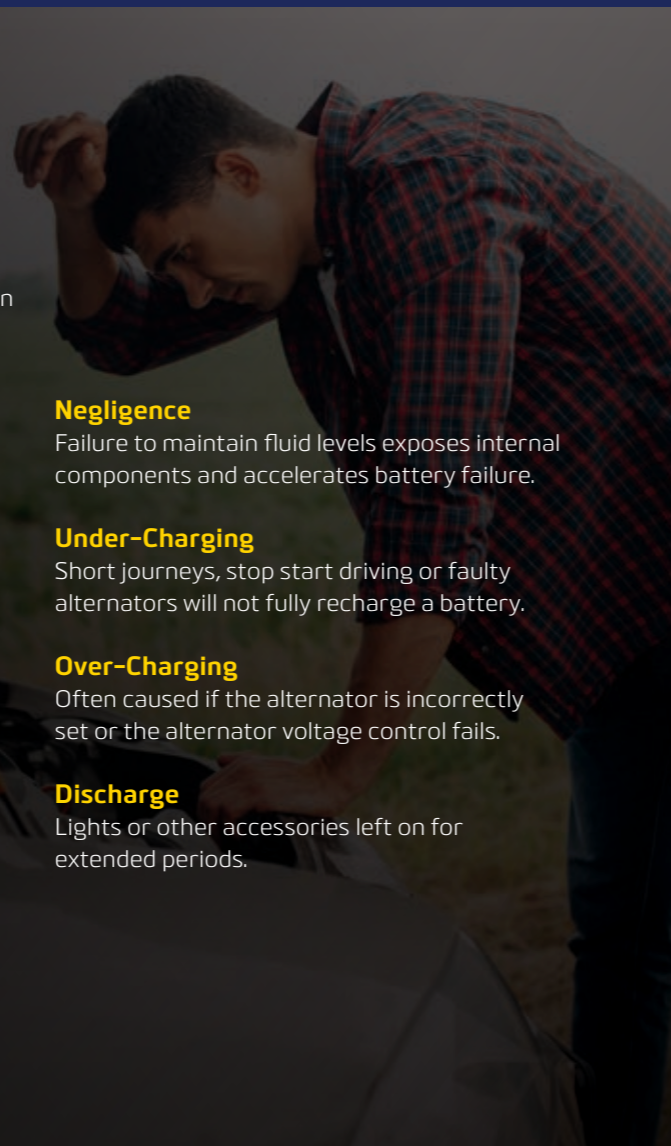 n
Negligence
Failure to maintain fluid levels exposes internal
components and accelerates battery failure.
Under-Charging
Short journeys, stop start driving or faulty
alternators will not fully recharge a battery.
Over-Charging
Often caused if the alternator is incorrectly
set or the alternator voltage control fails.
Discharge
Lights or other accessories left on for
extended periods.